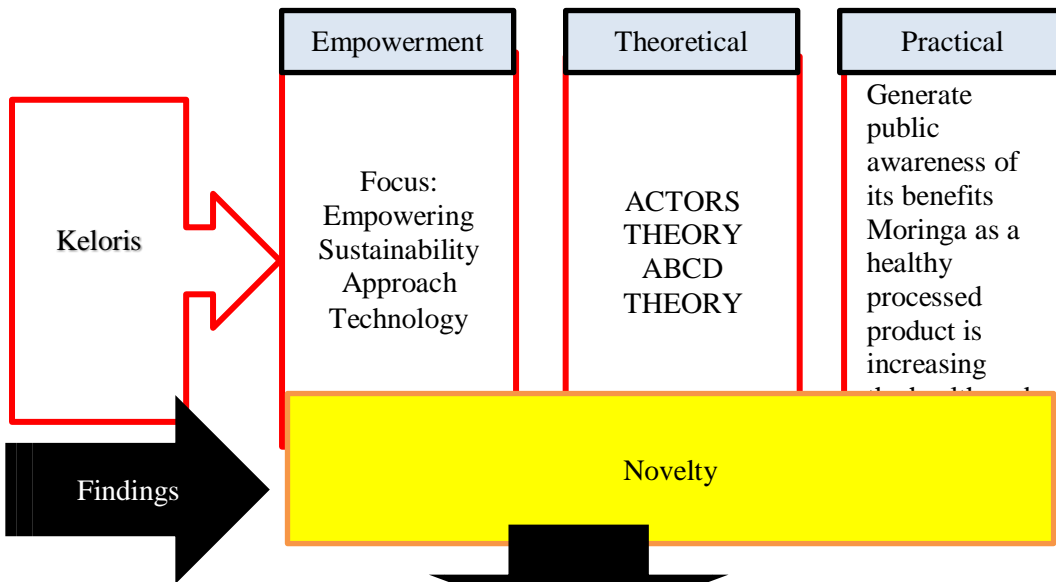 Empowerment
Theoretical
Practical
Keloris
Focus:
Empowering
Sustainability
Approach
Technology
ACTORS
THEORY
ABCD
THEORY
Generate
public
awareness of
its benefits
Moringa as a
healthy
processed
product is
increasing
Findings
Novelty